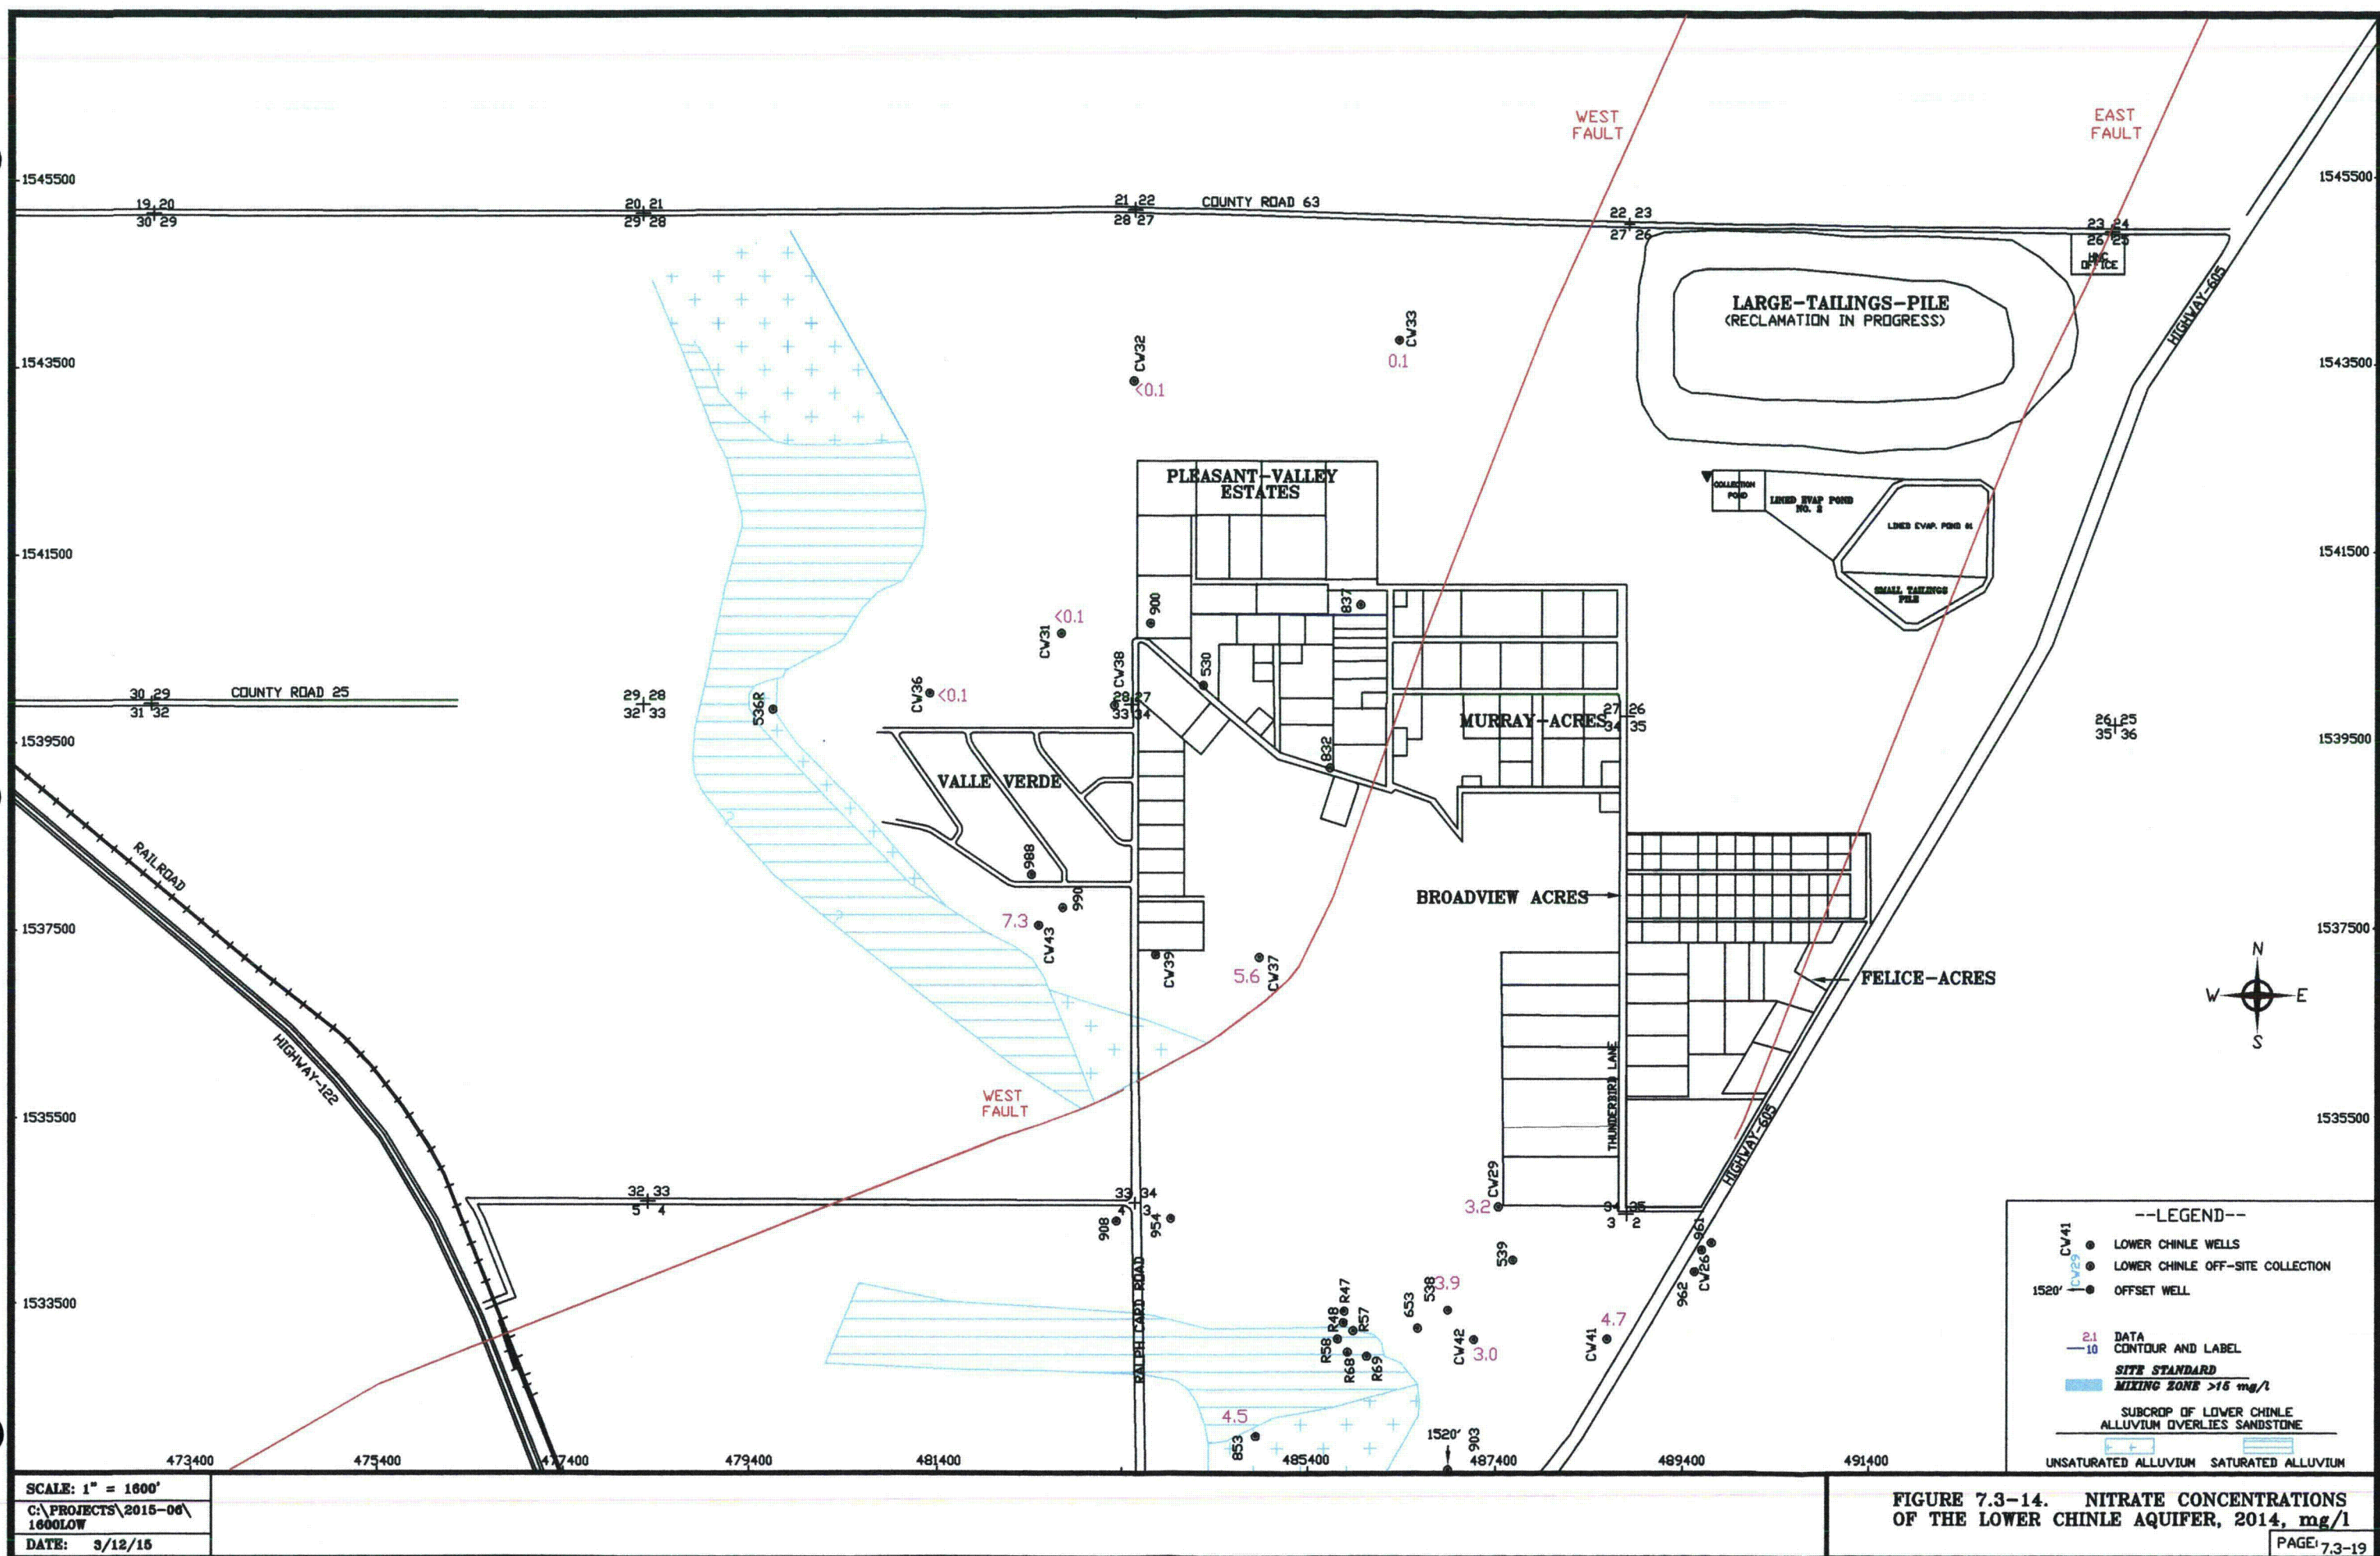 WEST
FAULT
EAST
FAULT
1545500
1545500
19 20
30 29
20 21
29 28
21 22
28 27
COUNTY ROAD 63
22 23
27 26
23 24
26 25
HMC
OFFICE
HIGHWAY-605
LARGE-TAILINGS-PILE
(RECLAMATION IN PROGRESS)
CW33
0.1
CW32
<0.1
1543500
1543500
PLEASANT-VALLEY
ESTATES
COLLECTION
POND
LINED EVAP POND
NO. 2
LINED EVAP. POND #1
SMALL TAILINGS
PILE
1541500
1541500
900
837
<0.1
CW31
CW38
530
CW36
<0.1
30 29
31 32
COUNTY ROAD 25
29 28
32 33
536R
28 27
33 34
27 26
34 35
26 25
35 36
MURRAY-ACRES
832
1539500
1539500
VALLE VERDE
?
RAILROAD
988
990
BROADVIEW ACRES
?
7.3
CW43
1537500
1537500
CW39
5.6
CW37
FELICE-ACRES
N
W
E
S
HIGHWAY-122
WEST
FAULT
THUNDERBIRD LANE
1535500
1535500
HIGHWAY-605
32 33
5 4
33 34
4 3
908
954
3.2
CW29
34 35
3 2
539
961
CW26
962
1533500
RALPH CARD ROAD
R47
R48
R57
R58
R68
R69
653
538
3.9
CW42
3.0
CW41
4.7
4.5
853
1520'
903
--LEGEND--
CW41
LOWER CHINLE WELLS
CW29
LOWER CHINLE OFF-SITE COLLECTION
1520'
OFFSET WELL
2.1 DATA
10 CONTOUR AND LABEL
SITE STANDARD
MIXING ZONE >15 mg/l
SUBCROP OF LOWER CHINLE
ALLUVIUM OVERLIES SANDSTONE
UNSATURATED ALLUVIUM SATURATED ALLUVIUM
473400
475400
477400
479400
481400
485400
487400
489400
491400
SCALE: 1" = 1600'
C:\PROJECTS\2015-06\
1600LOW
DATE: 3/12/15
FIGURE 7.3-14. NITRATE CONCENTRATIONS
OF THE LOWER CHINLE AQUIFER, 2014, mg/l
PAGE: 7.3-19